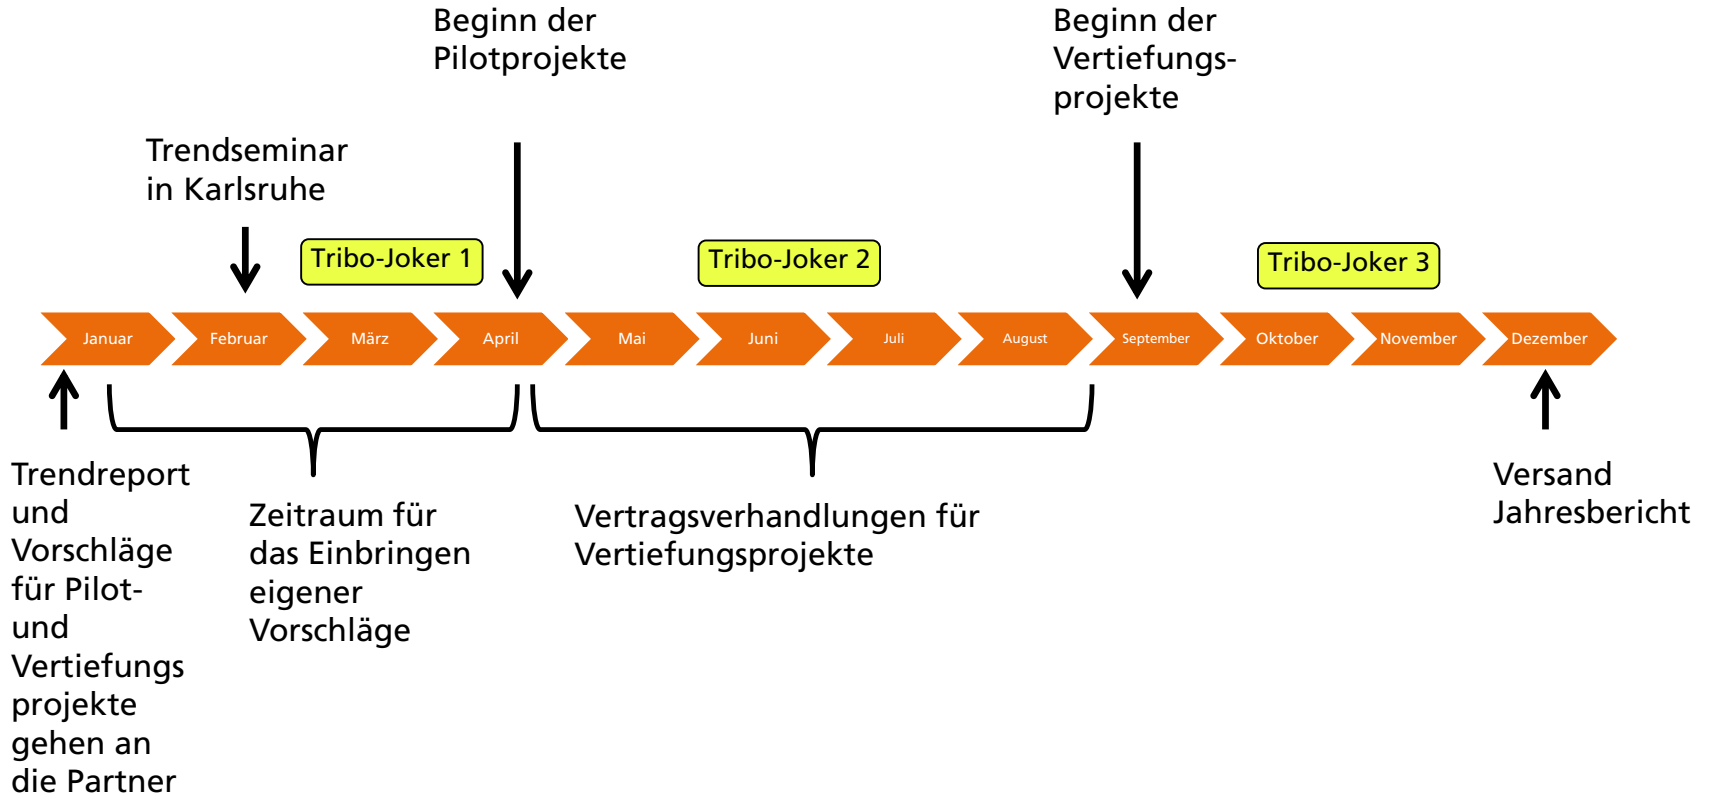 Beginn der
Pilotprojekte
Beginn der
Vertiefungs-
projekte
Trendseminar
in Karlsruhe
Tribo-Joker 1
Tribo-Joker 2
Tribo-Joker 3
Januar
Februar
März
April
Mai
Juni
Juli
August
September
Oktober
November
Dezember
Trendreport
und
Vorschläge
für Pilot-
und
Vertiefungs
projekte
gehen an
die Partner
Zeitraum für
das Einbringen
eigener
Vorschläge
Vertragsverhandlungen für
Vertiefungsprojekte
Versand
Jahresbericht